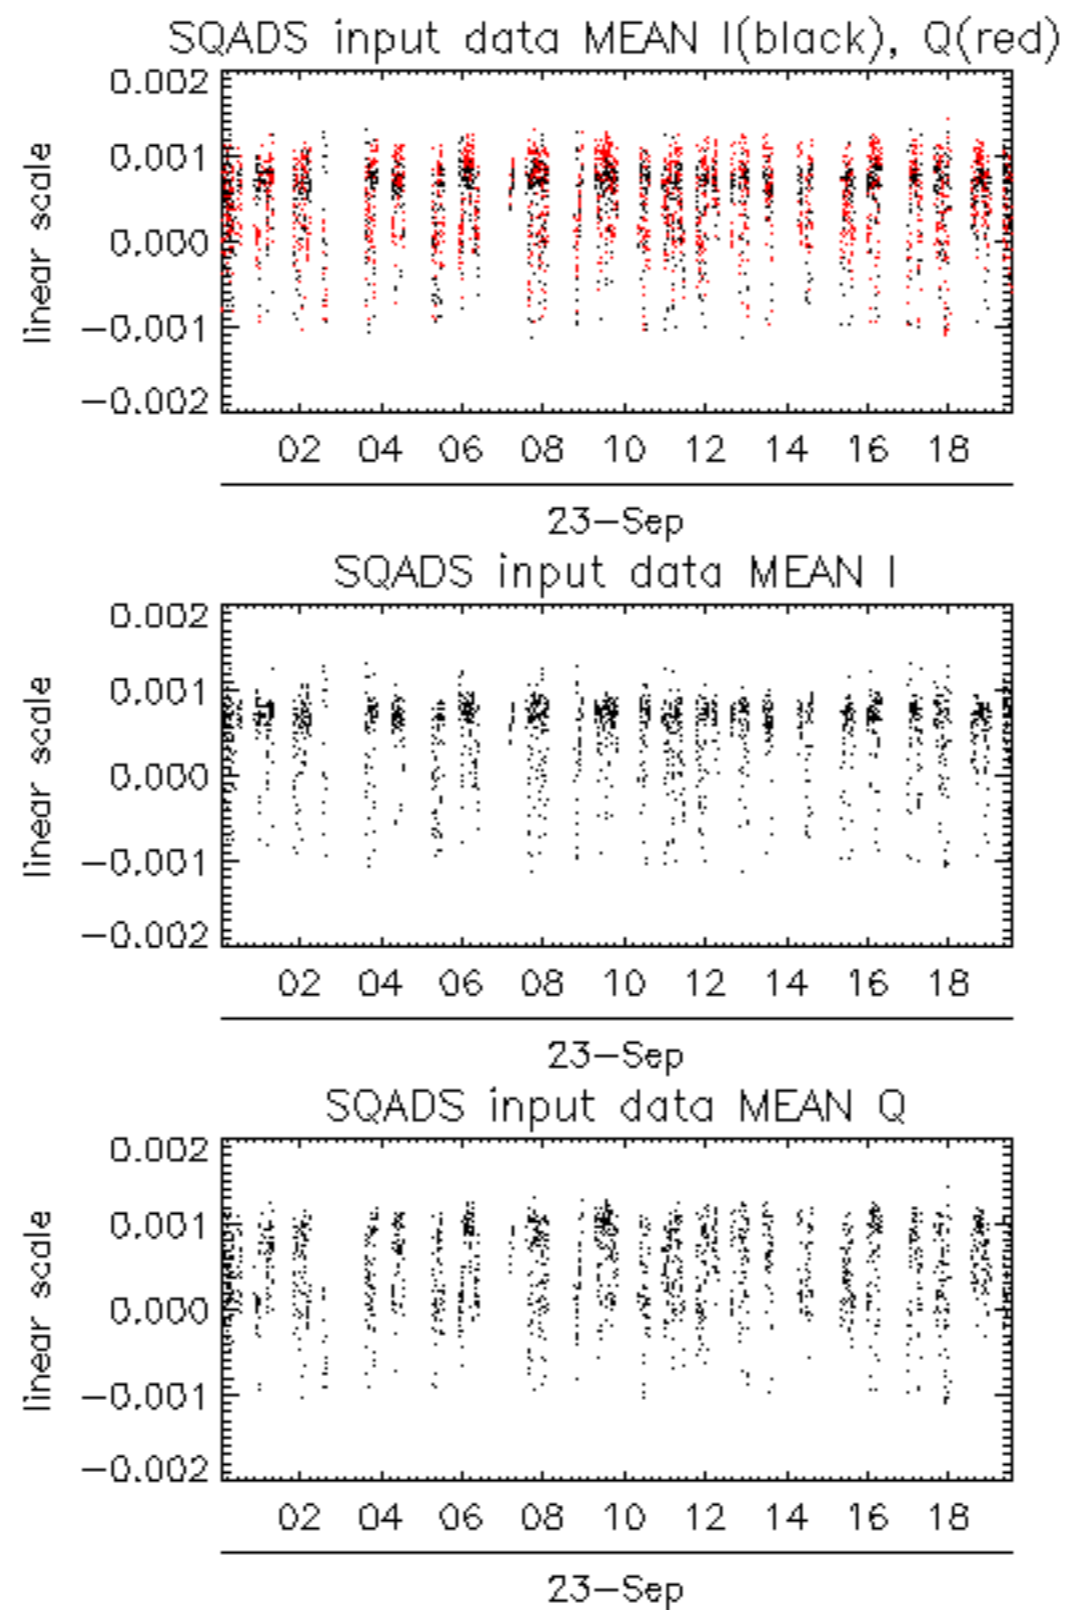 SQADS input data MEAN I(black), Q(red)
0.002
0.001
0.000
−0.001
−0.002
linear scale
02 04 06 08 10 12 14 16 18
23−Sep
SQADS input data MEAN I
0.002
0.001
0.000
−0.001
−0.002
linear scale
02 04 06 08 10 12 14 16 18
23−Sep
SQADS input data MEAN Q
0.002
0.001
0.000
−0.001
−0.002
linear scale
02 04 06 08 10 12 14 16 18
23−Sep